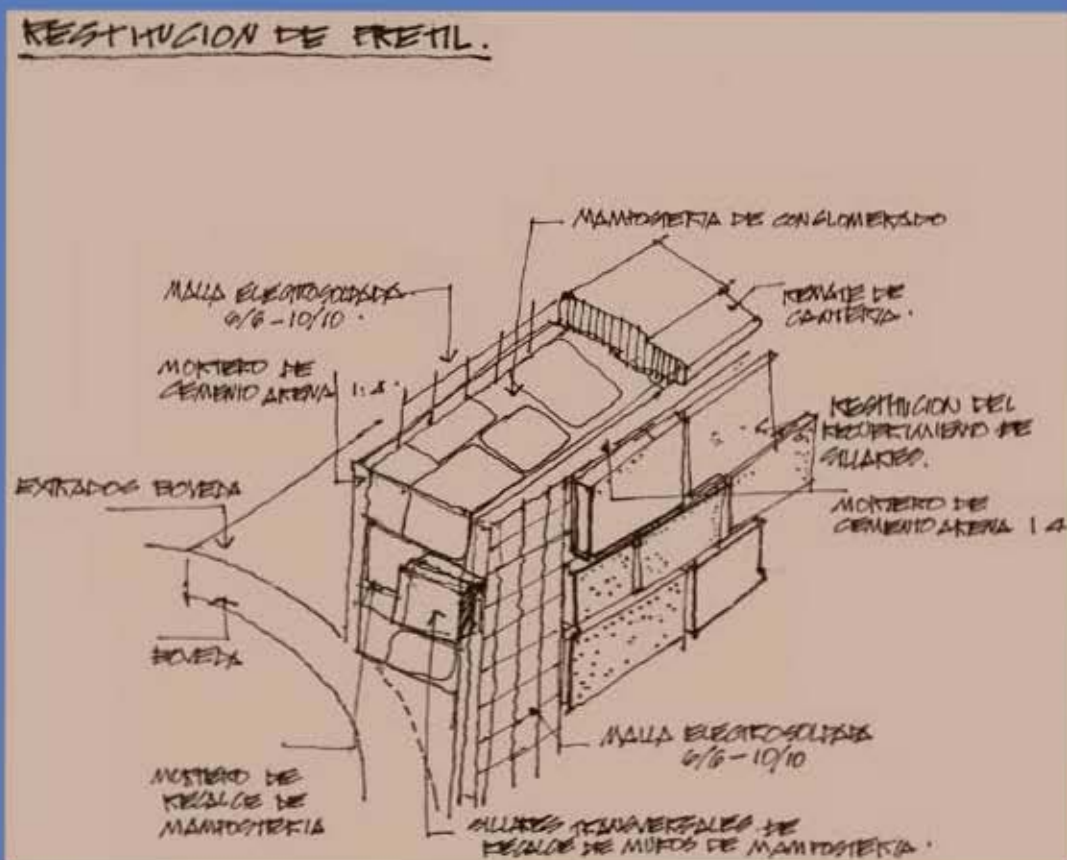 RESTITUCION DE PRETIL.
MAMPOSTERIA DE CONGLOMERADO
MALLA ELECTROSOLDADA
6/6-10/10.
REMATE DE
CANTERIA.
MORTERO DE
CEMENTO ARENA 1:4.
RESTITUCION DEL
RECUBRIMIENTO DE
SILLARES.
EXTRADOS BOVEDA
MORTERO DE
CEMENTO ARENA 1 4
BOVEDA
MALLA ELECTROSOLDADA
6/6-10/10
MORTERO DE
RECALCE DE
MAMPOSTERIA
SILLARES TRANSVERSALES DE
RECALCE DE MUROS DE MAMPOSTERIA.